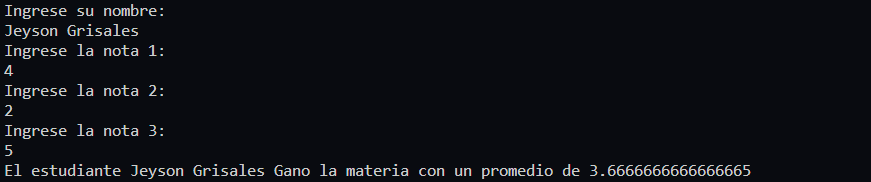 Ingrese su nombre:
Jeyson Grisales
Ingrese la nota 1:
4
Ingrese la nota 2:
2
Ingrese la nota 3:
5
El estudiante Jeyson Grisales Gano la materia con un promedio de 3.6666666666666665